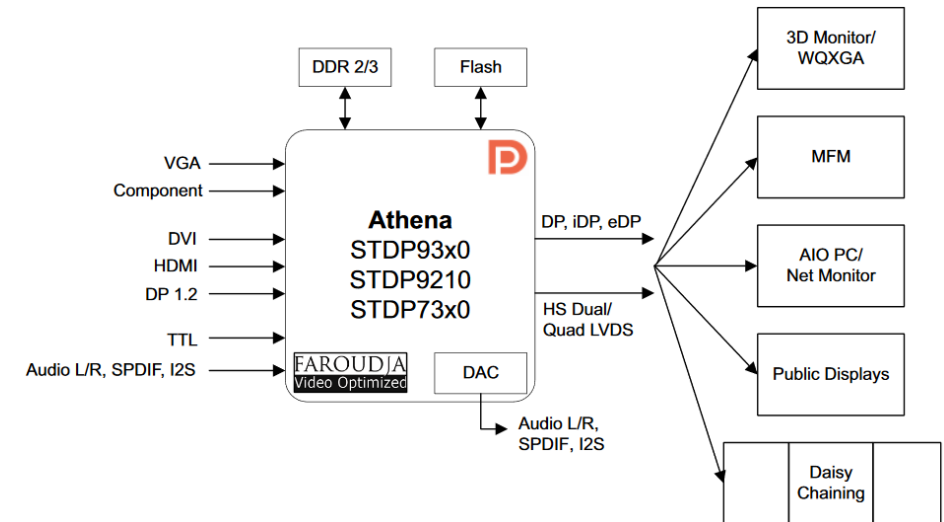 DDR 2/3
Flash
3D Monitor/
WQXGA
VGA
Component
DVI
HDMI
DP 1.2
TTL
Audio L/R, SPDIF, I2S
Athena
STDP93x0
STDP9210
STDP73x0
FAROUDJA
Video Optimized
DAC
Audio L/R,
SPDIF, I2S
DP, iDP, eDP
HS Dual/
Quad LVDS
MFM
AIO PC/
Net Monitor
Public Displays
Daisy
Chaining